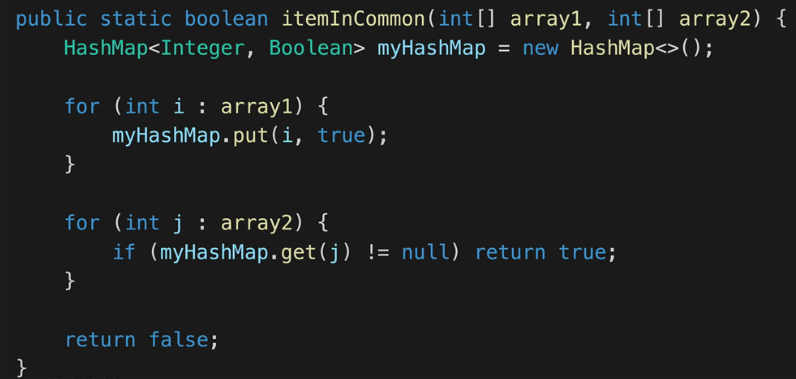 public static boolean itemInCommon(int[] array1, int[] array2) {
    HashMap<Integer, Boolean> myHashMap = new HashMap<>();

    for (int i : array1) {
        myHashMap.put(i, true);
    }

    for (int j : array2) {
        if (myHashMap.get(j) != null) return true;
    }

    return false;
}